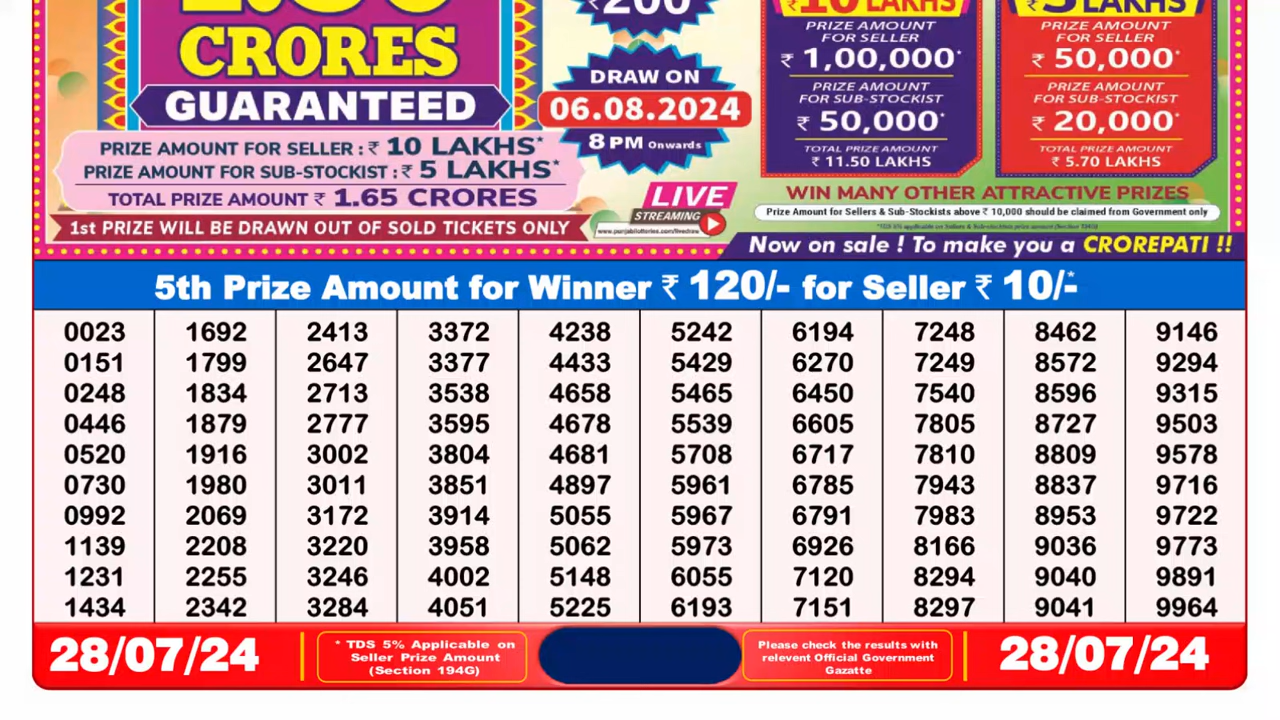 CRORES
GUARANTEED
PRIZE AMOUNT FOR SELLER : ₹ 10 LAKHS*
PRIZE AMOUNT FOR SUB-STOCKIST : ₹ 5 LAKHS*
TOTAL PRIZE AMOUNT ₹ 1.65 CRORES
1st PRIZE WILL BE DRAWN OUT OF SOLD TICKETS ONLY
₹200
DRAW ON
06.08.2024
8 PM Onwards
LIVE
STREAMING
www.punjablotteries.com/livedraw
₹10 LAKHS
PRIZE AMOUNT
FOR SELLER
₹ 1,00,000*
PRIZE AMOUNT
FOR SUB-STOCKIST
₹ 50,000*
TOTAL PRIZE AMOUNT
₹ 11.50 LAKHS
₹5 LAKHS
PRIZE AMOUNT
FOR SELLER
₹ 50,000*
PRIZE AMOUNT
FOR SUB-STOCKIST
₹ 20,000*
TOTAL PRIZE AMOUNT
₹ 5.70 LAKHS
WIN MANY OTHER ATTRACTIVE PRIZES
Prize Amount for Sellers & Sub-Stockists above ₹ 10,000 should be claimed from Government only
Now on sale ! To make you a CROREPATI !!
5th Prize Amount for Winner ₹ 120/- for Seller ₹ 10/-*
0023 1692 2413 3372 4238 5242 6194 7248 8462 9146
0151 1799 2647 3377 4433 5429 6270 7249 8572 9294
0248 1834 2713 3538 4658 5465 6450 7540 8596 9315
0446 1879 2777 3595 4678 5539 6605 7805 8727 9503
0520 1916 3002 3804 4681 5708 6717 7810 8809 9578
0730 1980 3011 3851 4897 5961 6785 7943 8837 9716
0992 2069 3172 3914 5055 5967 6791 7983 8953 9722
1139 2208 3220 3958 5062 5973 6926 8166 9036 9773
1231 2255 3246 4002 5148 6055 7120 8294 9040 9891
1434 2342 3284 4051 5225 6193 7151 8297 9041 9964
28/07/24
* TDS 5% Applicable on
Seller Prize Amount
(Section 194G)
Please check the results with
relevent Official Government
Gazatte
28/07/24